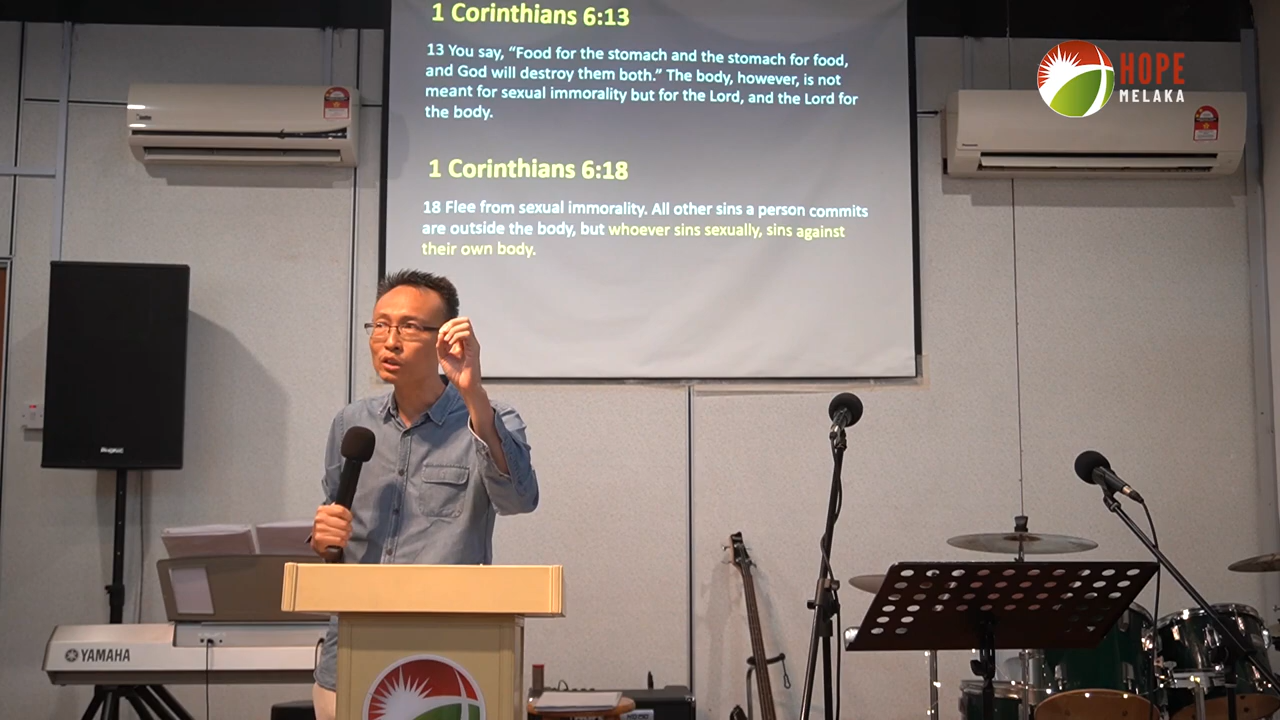 1 Corinthians 6:13
13 You say, “Food for the stomach and the stomach for food,
and God will destroy them both.” The body, however, is not
meant for sexual immorality but for the Lord, and the Lord for
the body.
1 Corinthians 6:18
18 Flee from sexual immorality. All other sins a person commits
are outside the body, but whoever sins sexually, sins against
their own body.
HOPE
MELAKA
YAMAHA